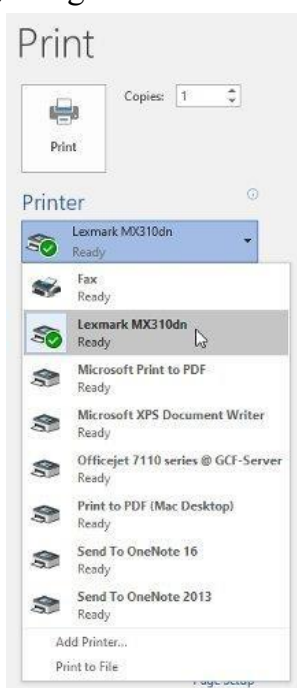 Print
Copies: 1
Print
Printer
Lexmark MX310dn
Ready
Fax
Ready
Lexmark MX310dn
Ready
Microsoft Print to PDF
Ready
Microsoft XPS Document Writer
Ready
Officejet 7110 series @ GCF-Server
Ready
Print to PDF (Mac Desktop)
Ready
Send To OneNote 16
Ready
Send To OneNote 2013
Ready
Add Printer...
Print to File
Page Setup